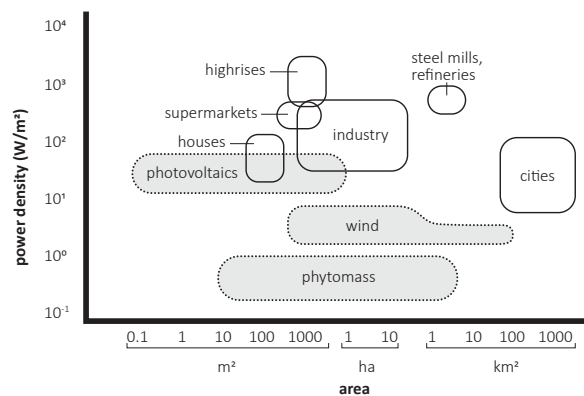 10⁴
10³
10²
10¹
10⁰
10⁻¹
power density (W/m²)
highrises
steel mills,
refineries
supermarkets
industry
houses
photovoltaics
cities
wind
phytomass
0.1 1 10 100 1000 1 10 1 10 100 1000
m² ha km²
area